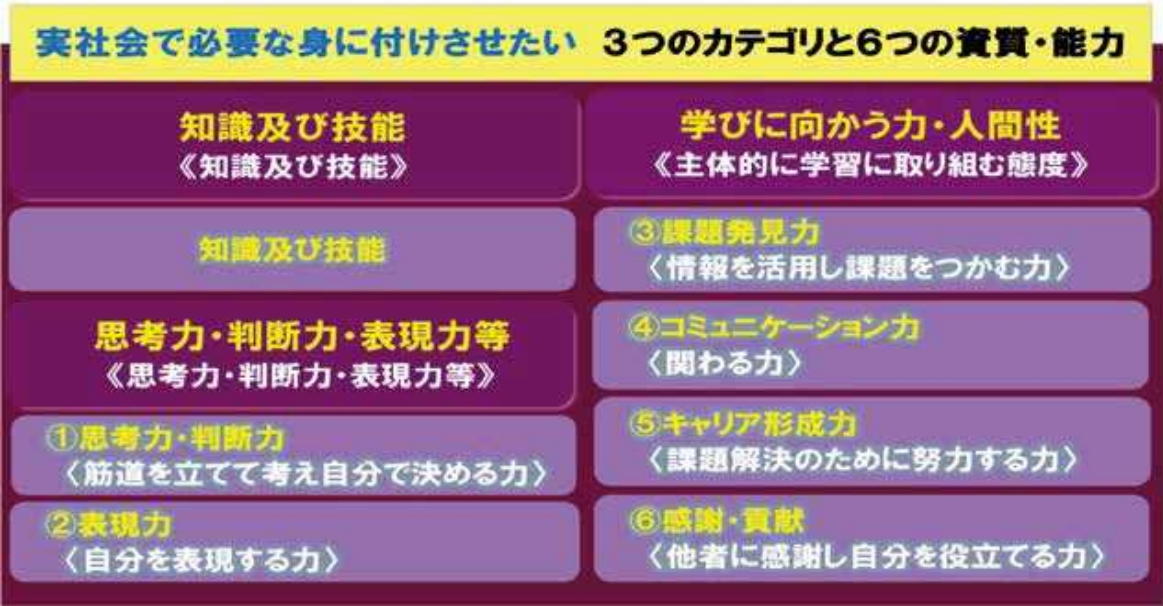 実社会で必要な身に付けさせたい 3つのカテゴリと6つの資質・能力
知識及び技能
《知識及び技能》
知識及び技能
思考力・判断力・表現力等
《思考力・判断力・表現力等》
①思考力・判断力
〈筋道を立てて考え自分で決める力〉
②表現力
〈自分を表現する力〉
学びに向かう力・人間性
《主体的に学習に取り組む態度》
③課題発見力
〈情報を活用し課題をつかむ力〉
④コミュニケーション力
〈関わる力〉
⑤キャリア形成力
〈課題解決のために努力する力〉
⑥感謝・貢献
〈他者に感謝し自分を役立てる力〉